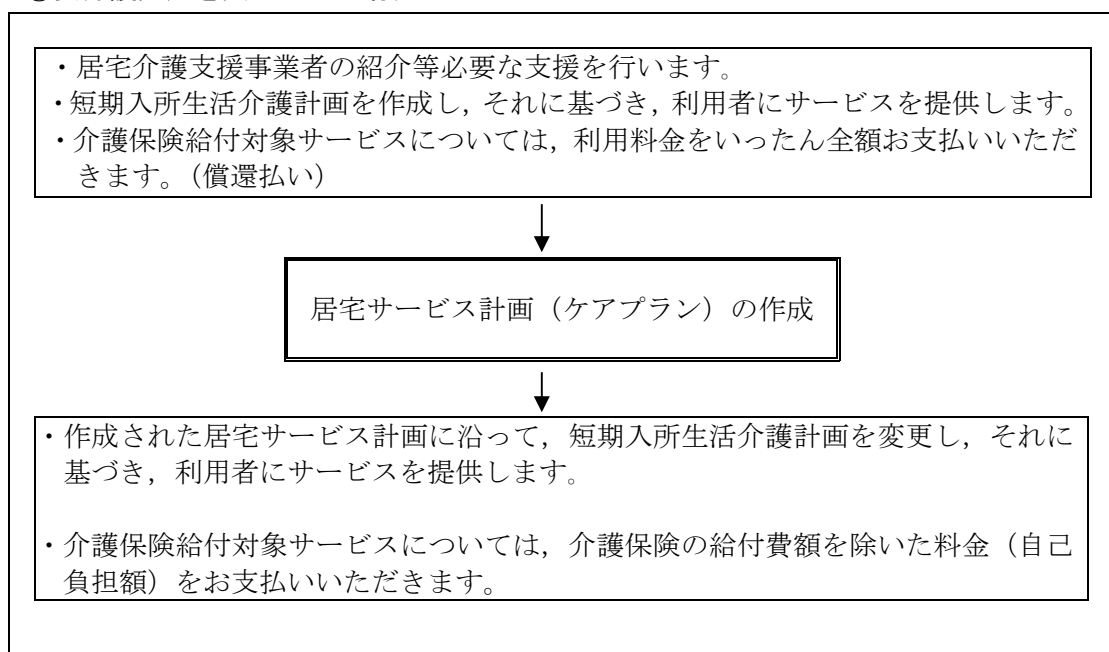 ・居宅介護支援事業者の紹介等必要な支援を行います。
・短期入所生活介護計画を作成し，それに基づき，利用者にサービスを提供します。
・介護保険給付対象サービスについては，利用料金をいったん全額お支払いいただ
きます。（償還払い）
居宅サービス計画（ケアプラン）の作成
・作成された居宅サービス計画に沿って，短期入所生活介護計画を変更し，それに
基づき，利用者にサービスを提供します。
・介護保険給付対象サービスについては，介護保険の給付費額を除いた料金（自己
負担額）をお支払いいただきます。